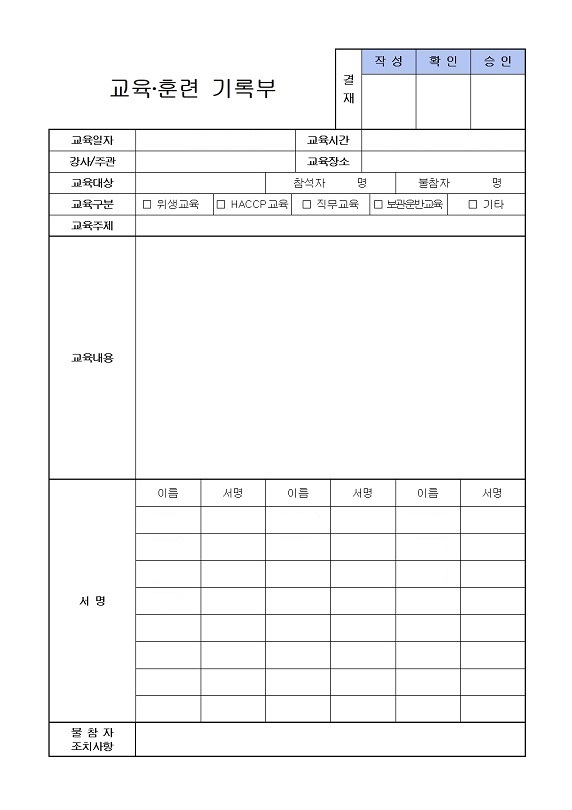 교육·훈련 기록부
결재
작 성 확 인 승 인
교육일자 교육시간
강사/주관 교육장소
교육대상 참석자 명 불참자 명
교육구분 □ 위생교육 □ HACCP교육 □ 직무교육 □ 보관운반교육 □ 기타
교육주제
교육내용
이름 서명 이름 서명 이름 서명
서 명
불 참 자
조치사항